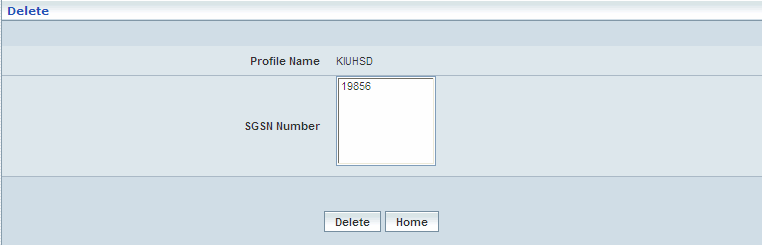 Delete
Profile Name KIUHSD
SGSN Number 19856
Delete Home